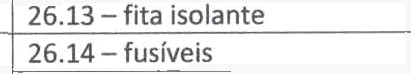 26.13 – fita isolante
26.14 – fusíveis